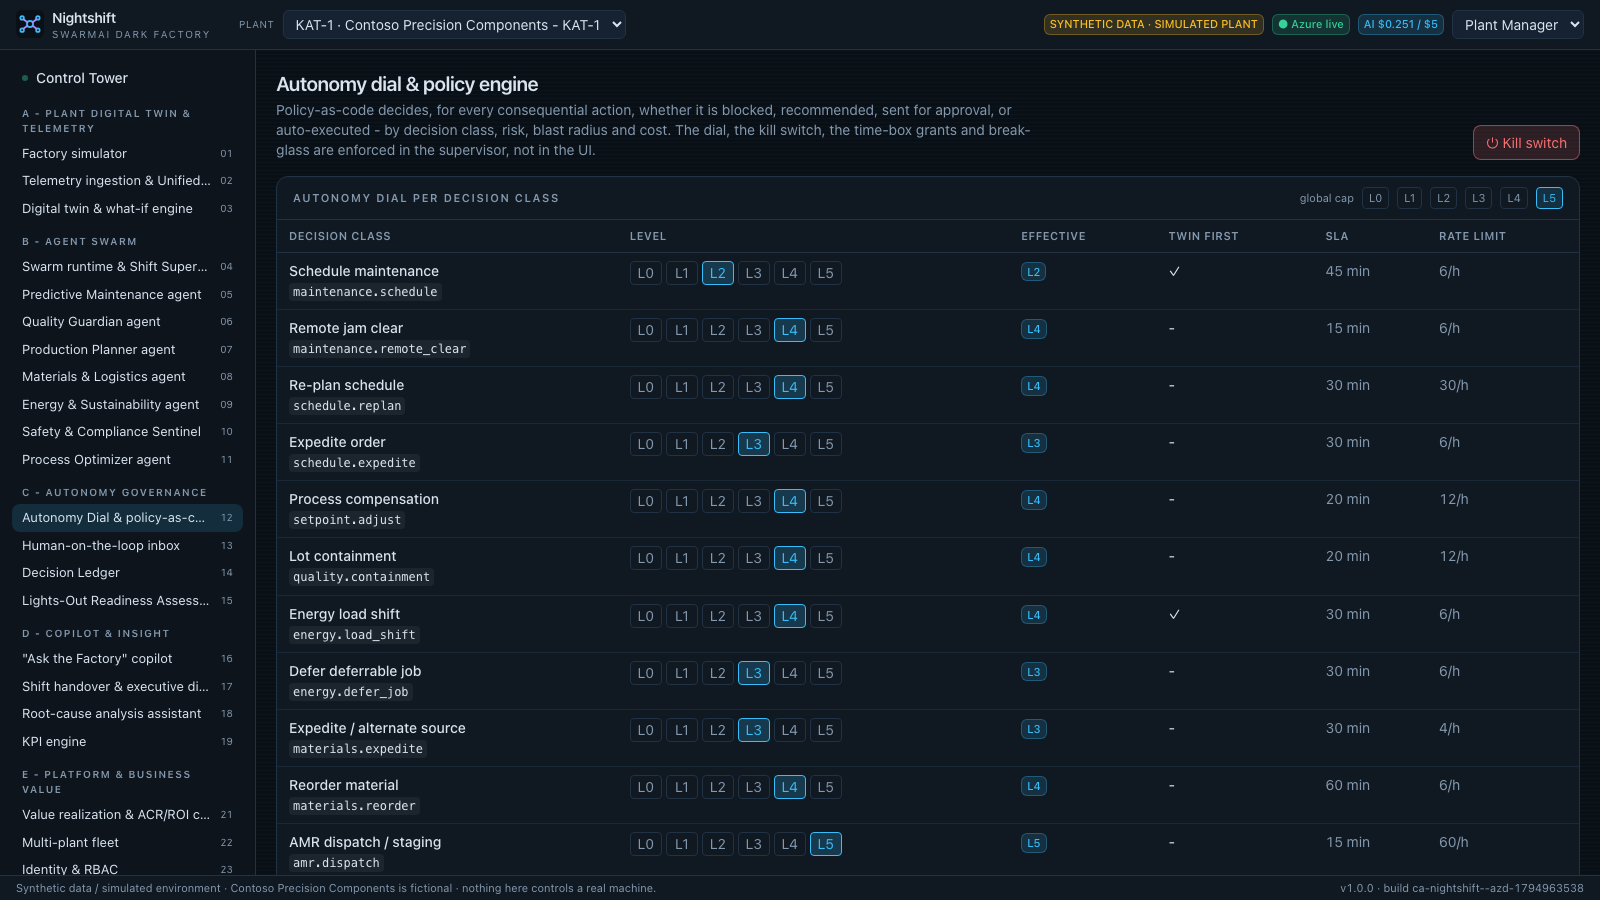 Nightshift
SWARMAI DARK FACTORY
PLANT
KAT-1 · Contoso Precision Components - KAT-1
SYNTHETIC DATA · SIMULATED PLANT
Azure live
AI $0.251 / $5
Plant Manager
Control Tower
A - PLANT DIGITAL TWIN &
TELEMETRY
Factory simulator 01
Telemetry ingestion & Unified... 02
Digital twin & what-if engine 03
B - AGENT SWARM
Swarm runtime & Shift Super... 04
Predictive Maintenance agent 05
Quality Guardian agent 06
Production Planner agent 07
Materials & Logistics agent 08
Energy & Sustainability agent 09
Safety & Compliance Sentinel 10
Process Optimizer agent 11
C - AUTONOMY GOVERNANCE
Autonomy Dial & policy-as-c... 12
Human-on-the-loop inbox 13
Decision Ledger 14
Lights-Out Readiness Assess... 15
D - COPILOT & INSIGHT
"Ask the Factory" copilot 16
Shift handover & executive di... 17
Root-cause analysis assistant 18
KPI engine 19
E - PLATFORM & BUSINESS
VALUE
Value realization & ACR/ROI c... 21
Multi-plant fleet 22
Identity & RBAC 23
Autonomy dial & policy engine
Policy-as-code decides, for every consequential action, whether it is blocked, recommended, sent for approval, or
auto-executed - by decision class, risk, blast radius and cost. The dial, the kill switch, the time-box grants and break-
glass are enforced in the supervisor, not in the UI.
Kill switch
AUTONOMY DIAL PER DECISION CLASS
global cap L0 L1 L2 L3 L4 L5
DECISION CLASS LEVEL EFFECTIVE TWIN FIRST SLA RATE LIMIT
Schedule maintenance L0 L1 L2 L3 L4 L5 L2 ✓ 45 min 6/h
maintenance.schedule
Remote jam clear L0 L1 L2 L3 L4 L5 L4 - 15 min 6/h
maintenance.remote_clear
Re-plan schedule L0 L1 L2 L3 L4 L5 L4 - 30 min 30/h
schedule.replan
Expedite order L0 L1 L2 L3 L4 L5 L3 - 30 min 6/h
schedule.expedite
Process compensation L0 L1 L2 L3 L4 L5 L4 - 20 min 12/h
setpoint.adjust
Lot containment L0 L1 L2 L3 L4 L5 L4 - 20 min 12/h
quality.containment
Energy load shift L0 L1 L2 L3 L4 L5 L4 ✓ 30 min 6/h
energy.load_shift
Defer deferrable job L0 L1 L2 L3 L4 L5 L3 - 30 min 6/h
energy.defer_job
Expedite / alternate source L0 L1 L2 L3 L4 L5 L3 - 30 min 4/h
materials.expedite
Reorder material L0 L1 L2 L3 L4 L5 L4 - 60 min 6/h
materials.reorder
AMR dispatch / staging L0 L1 L2 L3 L4 L5 L5 - 15 min 60/h
amr.dispatch
Synthetic data / simulated environment · Contoso Precision Components is fictional · nothing here controls a real machine.
v1.0.0 · build ca-nightshift--azd-1794963538